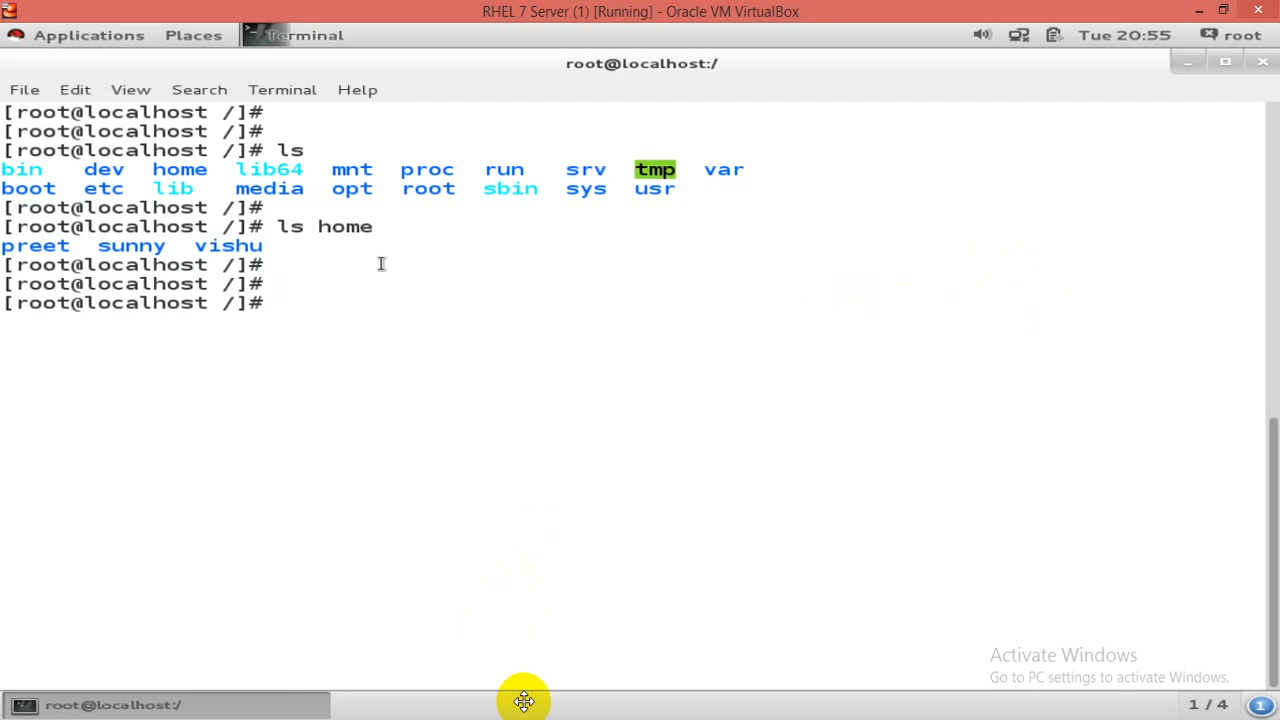 RHEL 7 Server (1) [Running] - Oracle VM VirtualBox
Applications Places Terminal Tue 20:55 root
root@localhost:/
File Edit View Search Terminal Help
[root@localhost /]#
[root@localhost /]#
[root@localhost /]# ls
bin dev home lib64 mnt proc run srv tmp var
boot etc lib media opt root sbin sys usr
[root@localhost /]#
[root@localhost /]# ls home
preet sunny vishu
[root@localhost /]#
[root@localhost /]#
[root@localhost /]#
Activate Windows
Go to PC settings to activate Windows.
root@localhost:/ 1 / 4 1